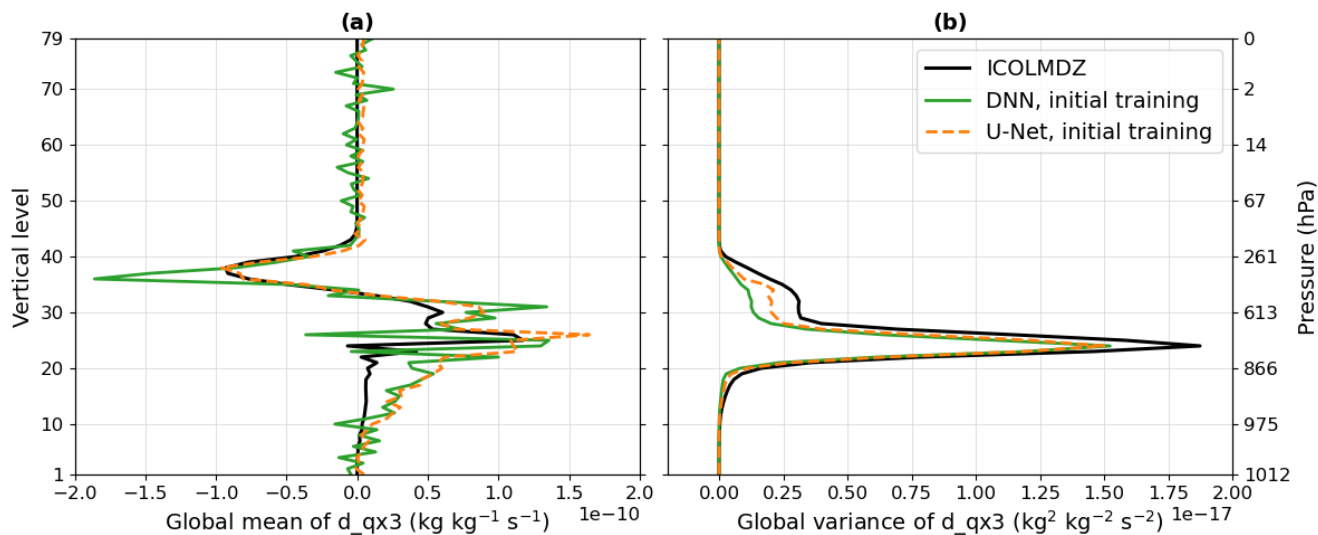 (a)
(b)
79
70
60
50
40
30
20
10
1
Vertical level
−2.0 −1.5 −1.0 −0.5 0.0 0.5 1.0 1.5 2.0
1e−10
Global mean of d_qx3 (kg kg⁻¹ s⁻¹)
ICOLMDZ
DNN, initial training
U-Net, initial training
0
2
14
67
261
613
866
975
1012
Pressure (hPa)
0.00 0.25 0.50 0.75 1.00 1.25 1.50 1.75 2.00
1e−17
Global variance of d_qx3 (kg² kg⁻² s⁻²)